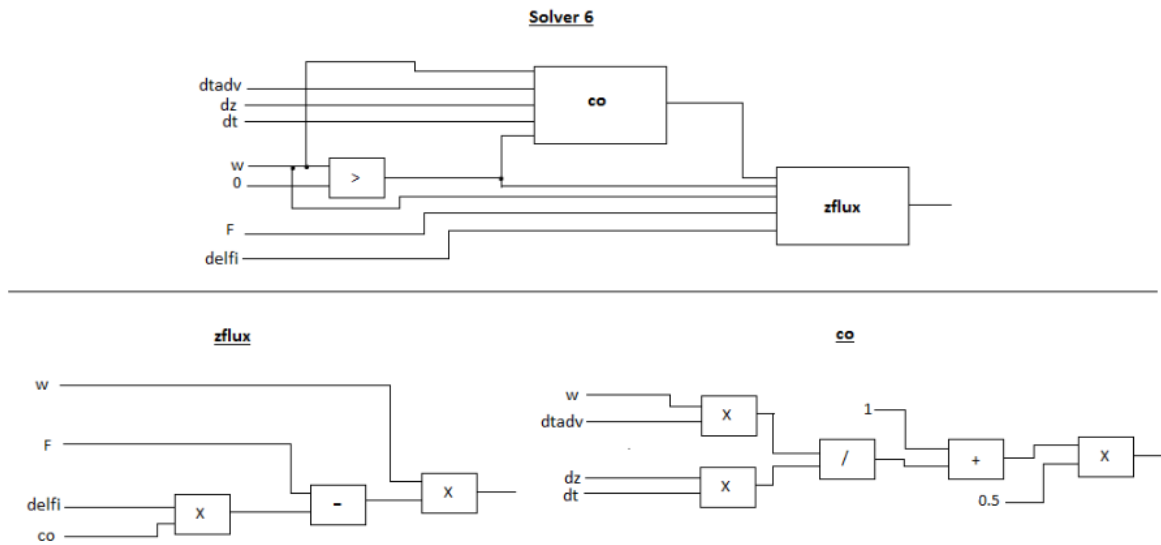 Solver 6
dtadv
dz
dt
co
w
0
>
F
delfi
zflux
zflux
w
F
delfi
co
X
-
X
co
w
dtadv
X
dz
dt
X
/
1
+
0.5
X